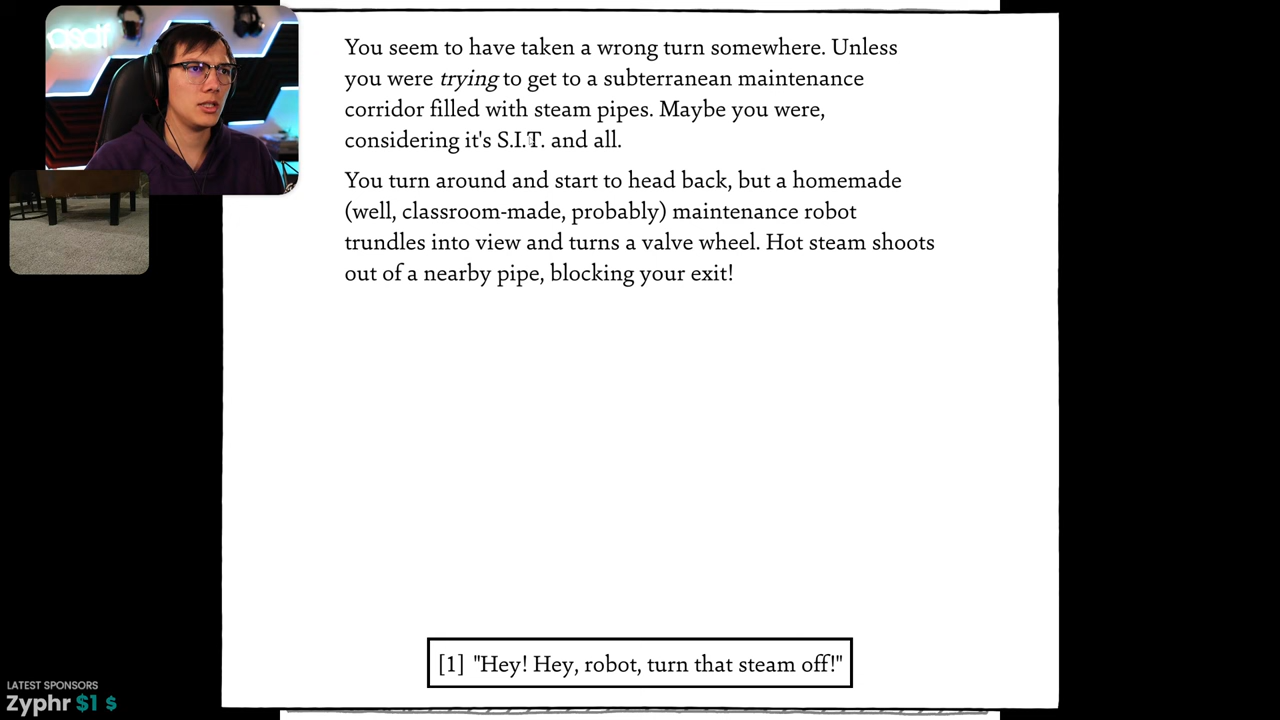 asdf
You seem to have taken a wrong turn somewhere. Unless
you were trying to get to a subterranean maintenance
corridor filled with steam pipes. Maybe you were,
considering it's S.I.T. and all.
You turn around and start to head back, but a homemade
(well, classroom-made, probably) maintenance robot
trundles into view and turns a valve wheel. Hot steam shoots
out of a nearby pipe, blocking your exit!
[1] "Hey! Hey, robot, turn that steam off!"
LATEST SPONSORS
Zyphr $1 $